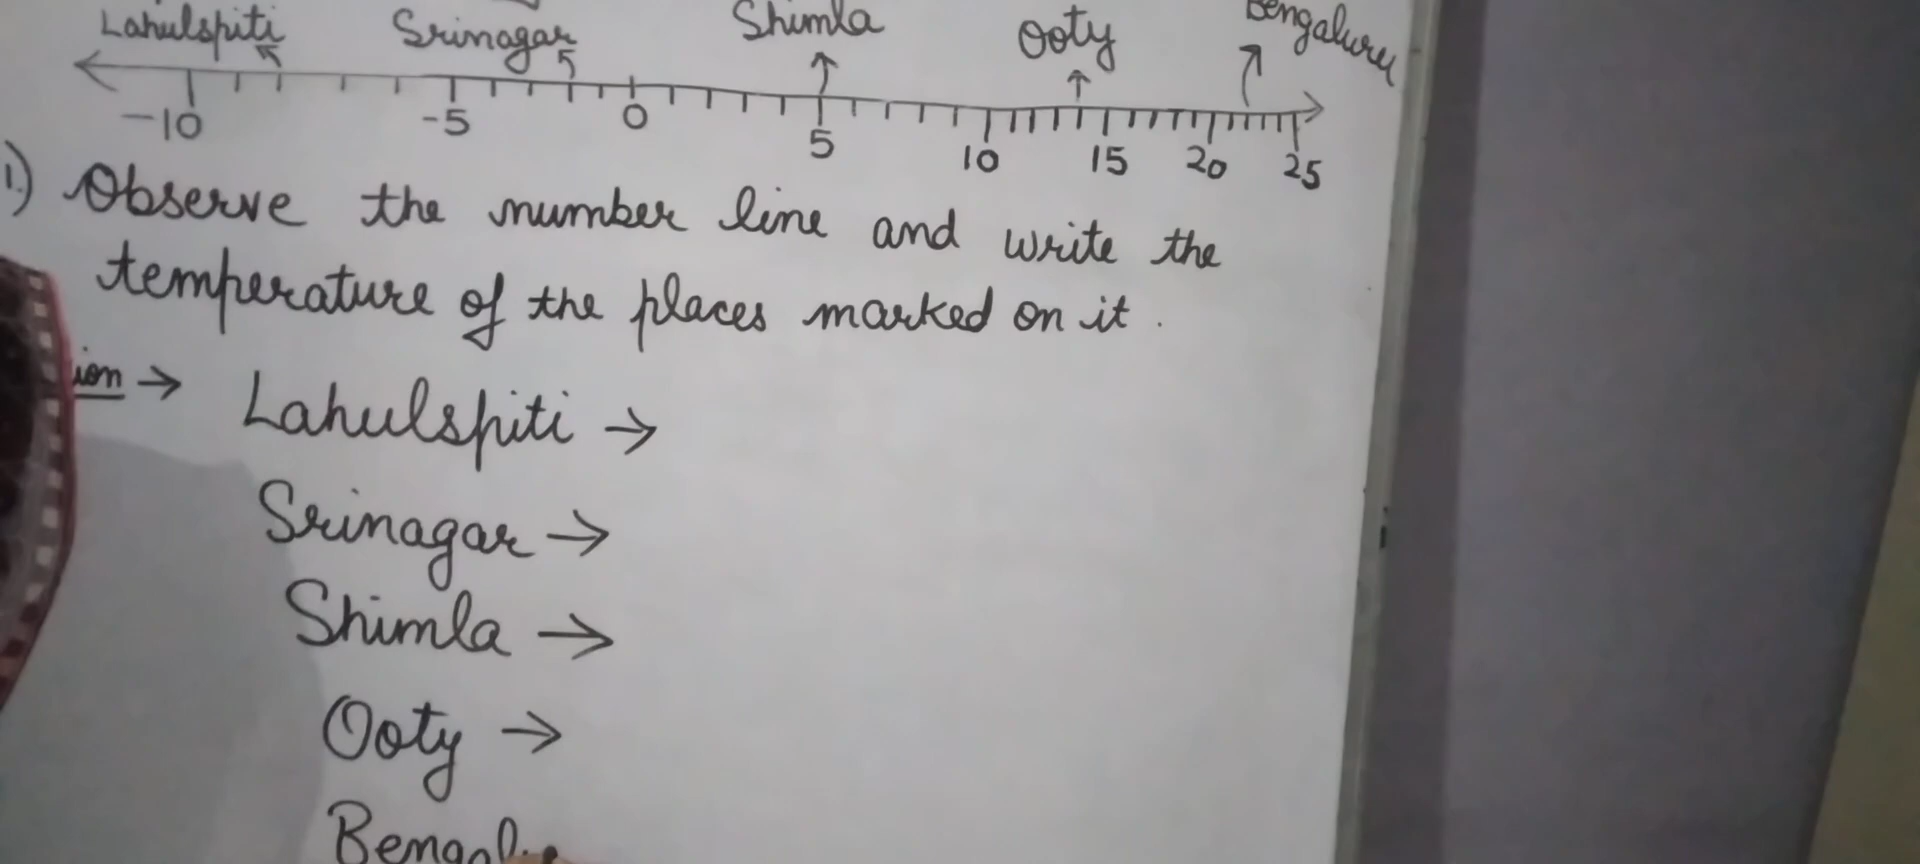 Lahulspiti Srinagar Shimla Ooty Bengaluru
-10 -5 0 5 10 15 20 25
1.) Observe the number line and write the
temperature of the places marked on it.
ion → Lahulspiti →
Srinagar →
Shimla →
Ooty →